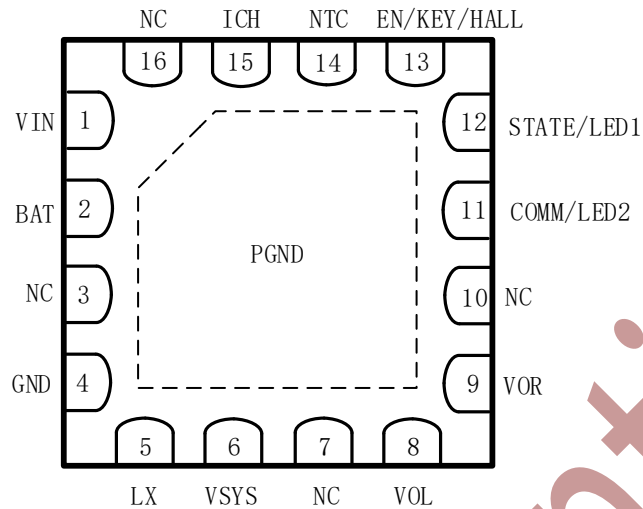 NC ICH NTC EN/KEY/HALL
16 15 14 13
VIN 1 12 STATE/LED1
BAT 2 11 COMM/LED2
PGND
NC 3 10 NC
GND 4 9 VOR
5 6 7 8
LX VSYS NC VOL